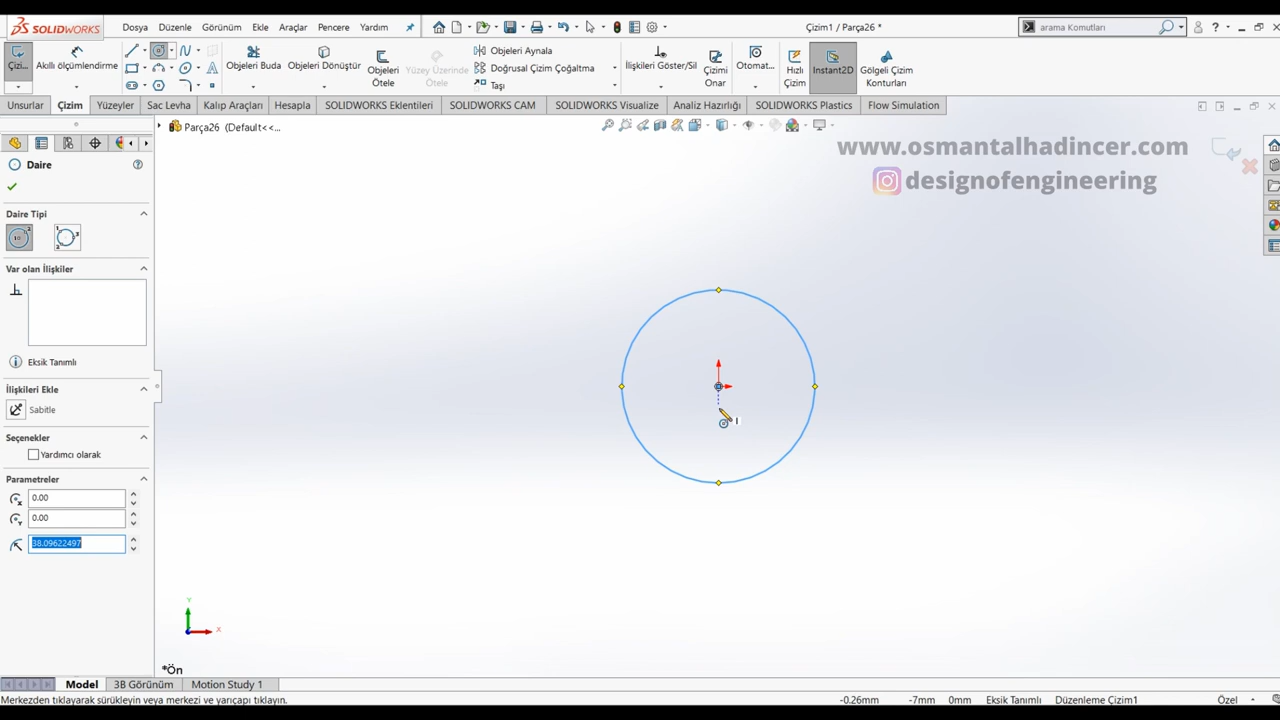 SOLIDWORKS
Dosya Düzenle Görünüm Ekle Araçlar Pencere Yardım
Çizim1 / Parça26 *
arama Komutları
?
Çizi...
Akıllı ölçümlendirme
Objeleri Buda
Objeleri Dönüştür
Objeleri Ötele
Yüzey Üzerinde Ötele
Objeleri Aynala
Doğrusal Çizim Çoğaltma
Taşı
İlişkileri Göster/Sil
Çizimi Onar
Otomat...
Hızlı Çizim
Instant2D
Gölgeli Çizim Konturları
Unsurlar Çizim Yüzeyler Sac Levha Kalıp Araçları Hesapla SOLIDWORKS Eklentileri SOLIDWORKS CAM SOLIDWORKS Visualize Analiz Hazırlığı SOLIDWORKS Plastics Flow Simulation
Parça26 (Default<<...
www.osmantalhadincer.com
designofengineering
Daire
Daire Tipi
Var olan İlişkiler
Eksik Tanımlı
İlişkileri Ekle
Sabitle
Seçenekler
Yardımcı olarak
Parametreler
0.00
0.00
38.09622497
Y
X
*Ön
Model 3B Görünüm Motion Study 1
Merkezden tıklayarak sürükleyin veya merkezi ve yarıçapı tıklayın.
-0.26mm -7mm 0mm Eksik Tanımlı Düzenleme Çizim1 Özel